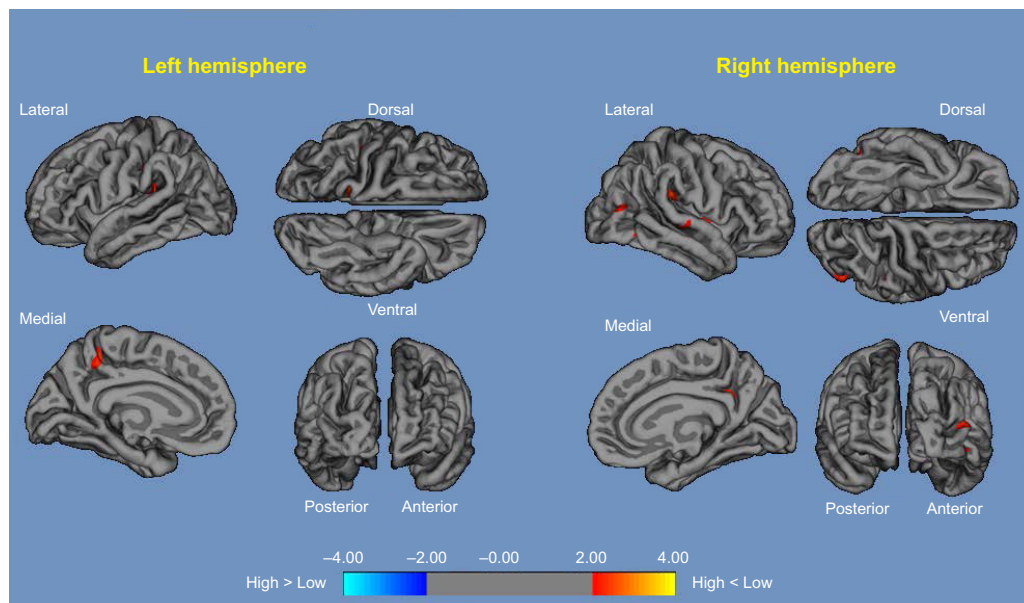 Left hemisphere
Right hemisphere
Lateral
Dorsal
Lateral
Dorsal
Ventral
Medial
Ventral
Medial
Posterior
Anterior
Posterior
Anterior
–4.00
–2.00
–0.00
2.00
4.00
High > Low
High < Low